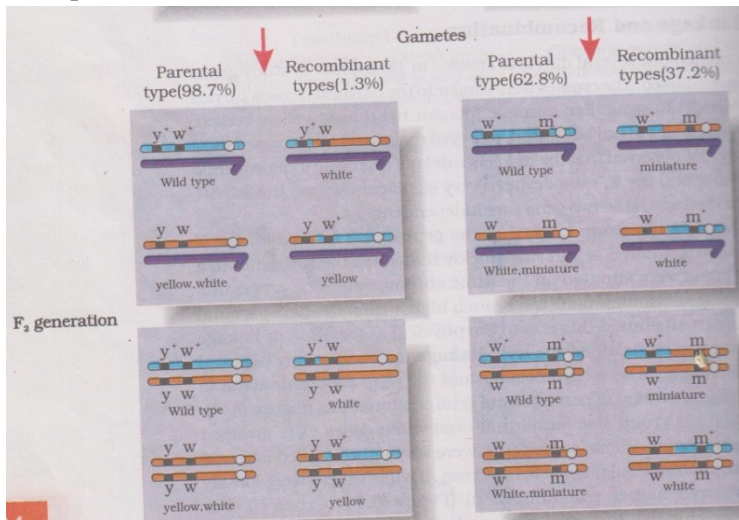 Gametes
Parental type(98.7%)
Recombinant types(1.3%)
Parental type(62.8%)
Recombinant types(37.2%)
y⁺ w⁺
Wild type
y⁺ w
white
w⁺ m⁺
Wild type
w⁺ m
miniature
y w
yellow,white
y w⁺
yellow
w m
White,miniature
w m⁺
white
F₂ generation
y⁺ w⁺
y w
Wild type
y⁺ w
y w
white
w⁺ m⁺
w m
Wild type
w⁺ m
w m
miniature
y w
y w
yellow,white
y w⁺
y w
yellow
w m
w m
White,miniature
w m⁺
w m
white